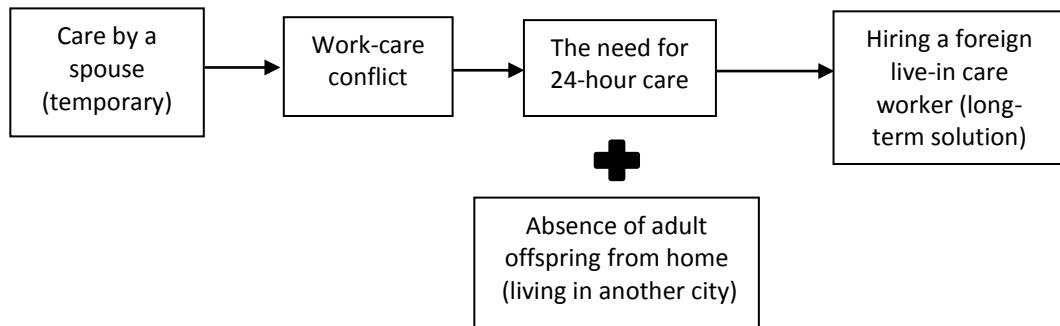 Care by a
spouse
(temporary)
Work-care
conflict
The need for
24-hour care
Hiring a foreign
live-in care
worker (long-
term solution)
Absence of adult
offspring from home
(living in another city)